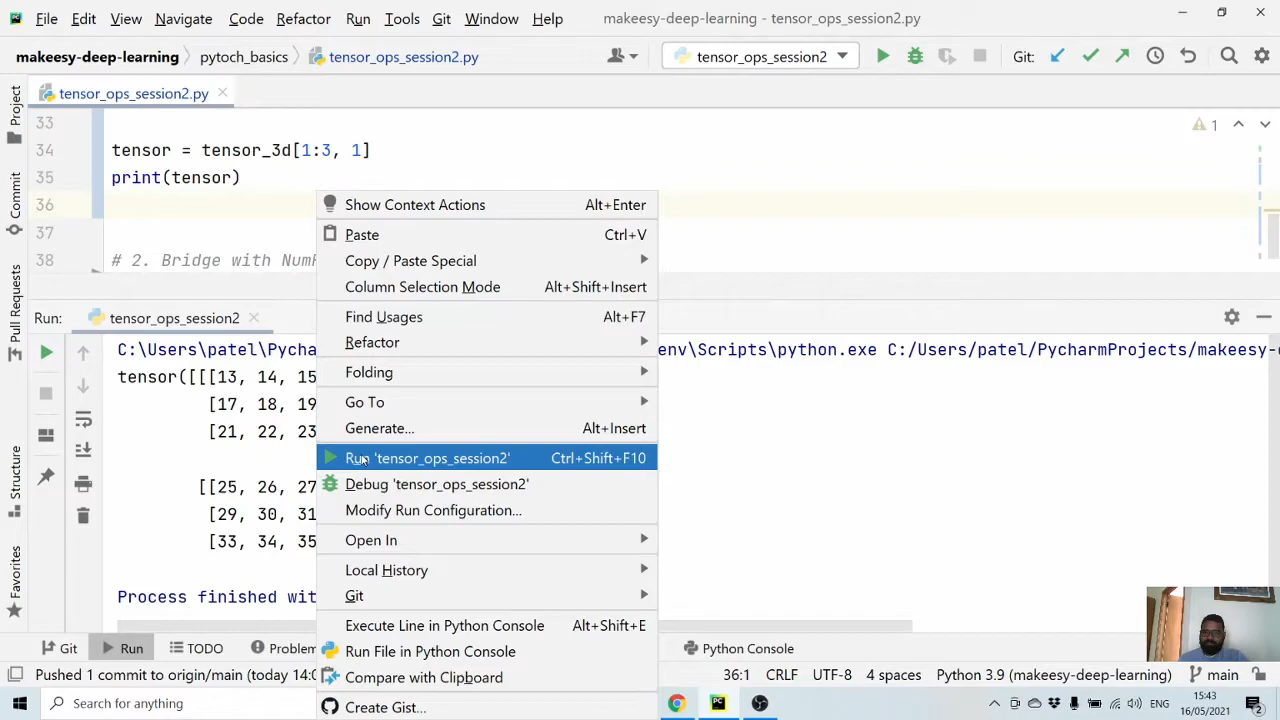 File Edit View Navigate Code Refactor Run Tools Git Window Help makeesy-deep-learning - tensor_ops_session2.py
makeesy-deep-learning pytoch_basics tensor_ops_session2.py tensor_ops_session2 Git:
tensor_ops_session2.py
Project
Commit
Pull Requests
Structure
Favorites
33
1
34 tensor = tensor_3d[1:3, 1]
35 print(tensor)
36
37
38 # 2. Bridge with Num
Show Context Actions Alt+Enter
Paste Ctrl+V
Copy / Paste Special
Column Selection Mode Alt+Shift+Insert
Find Usages Alt+F7
Refactor
Folding
Go To
Generate... Alt+Insert
Run 'tensor_ops_session2' Ctrl+Shift+F10
Debug 'tensor_ops_session2'
Modify Run Configuration...
Open In
Local History
Git
Execute Line in Python Console Alt+Shift+E
Run File in Python Console
Compare with Clipboard
Create Gist...
Run: tensor_ops_session2
C:\Users\patel\Pycha env\Scripts\python.exe C:/Users/patel/PycharmProjects/makeesy-d
tensor([[[13, 14, 15
[17, 18, 19
[21, 22, 23
[[25, 26, 27
[29, 30, 31
[33, 34, 35
Process finished wit
Git Run TODO Problem Python Console
Pushed 1 commit to origin/main (today 14:0 36:1 CRLF UTF-8 4 spaces Python 3.9 (makeesy-deep-learning) main
Search for anything
ENG
15:43
16/05/2021
2